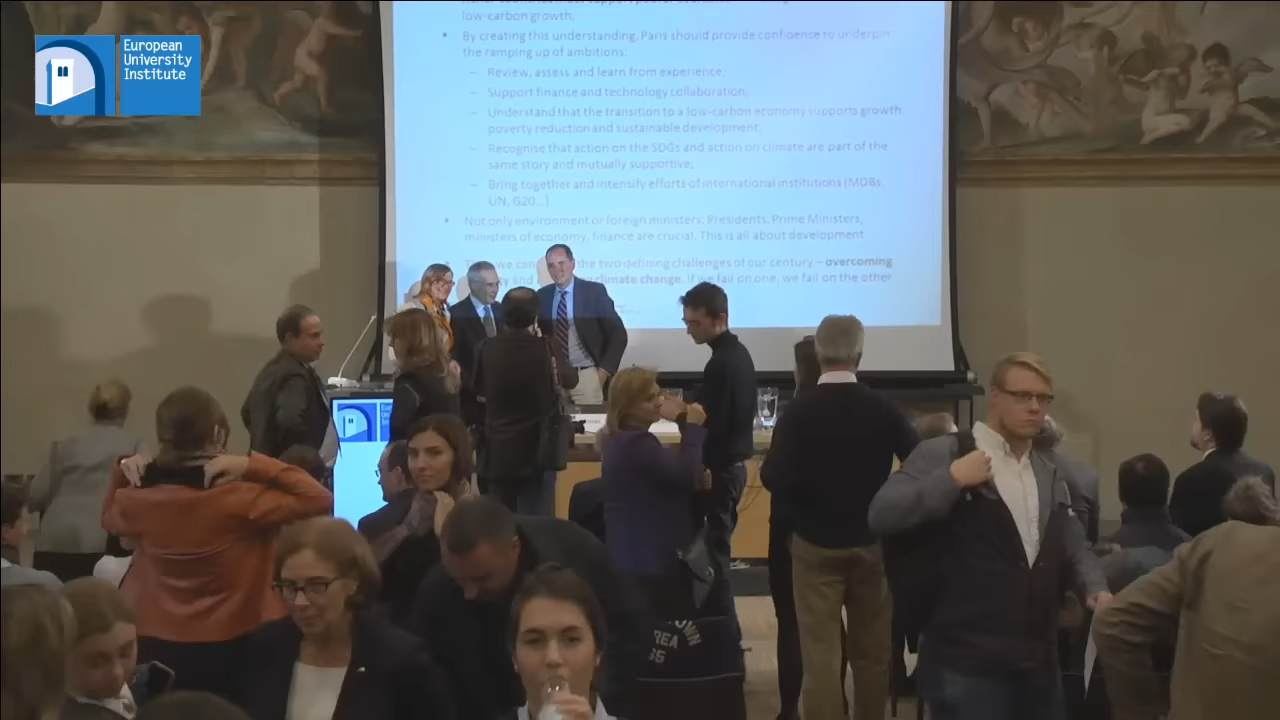 European
University
Institute
low-carbon growth.
By creating this understanding, Paris should provide confidence to underpin
the ramping up of ambitions:
– Review, assess and learn from experience;
– Support finance and technology collaboration;
– Understand that the transition to a low-carbon economy supports growth,
poverty reduction and sustainable development;
– Recognise that action on the SDGs and action on climate are part of the
same story and mutually supportive;
– Bring together and intensify efforts of international institutions (MDBs,
UN, G20...)
Not only environment or foreign ministers; Presidents, Prime Ministers,
ministers of economy, finance are crucial. This is all about development
we can the two defining challenges of our century – overcoming
and climate change. If we fail on one, we fail on the other